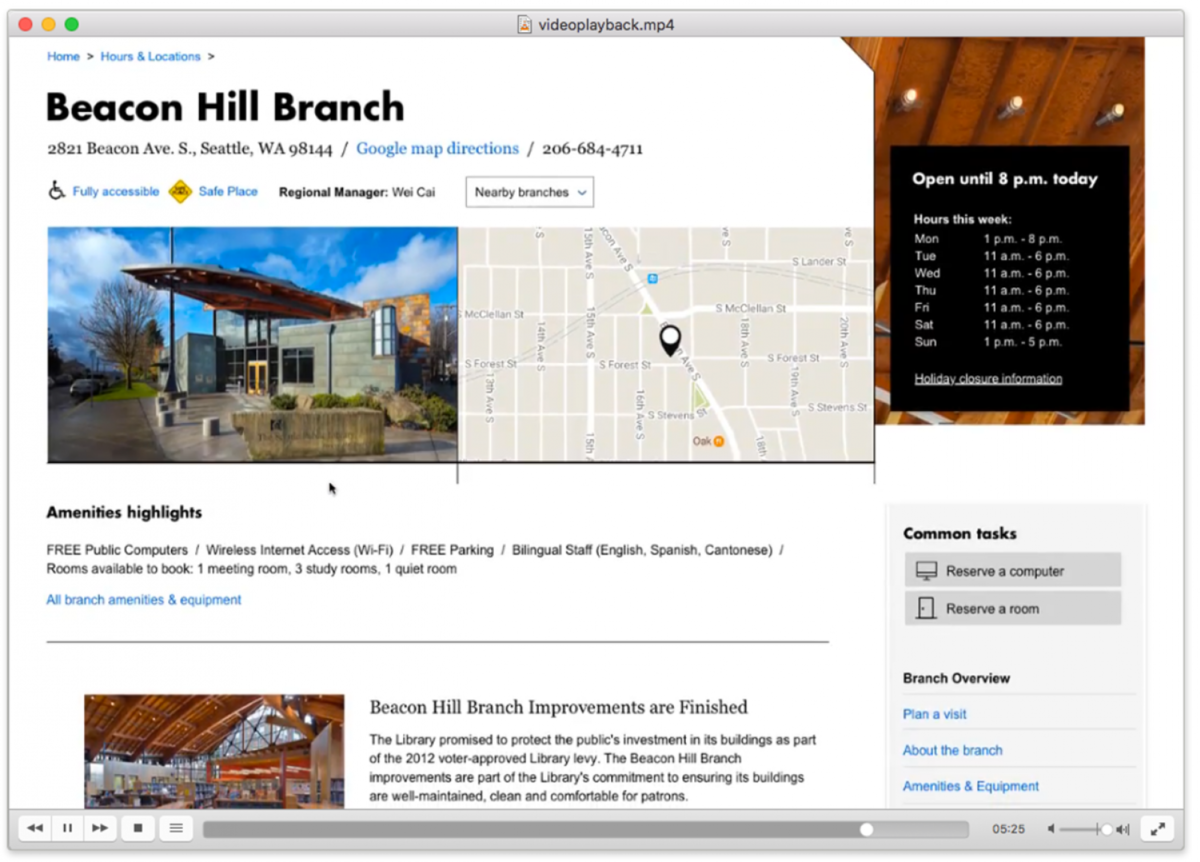 videoplayback.mp4
Home > Hours & Locations >
Beacon Hill Branch
2821 Beacon Ave. S., Seattle, WA 98144 / Google map directions / 206-684-4711
Fully accessible Safe Place Regional Manager: Wei Cai Nearby branches
Open until 8 p.m. today
Hours this week:
Mon 1 p.m. - 8 p.m.
Tue 11 a.m. - 6 p.m.
Wed 11 a.m. - 6 p.m.
Thu 11 a.m. - 6 p.m.
Fri 11 a.m. - 6 p.m.
Sat 11 a.m. - 6 p.m.
Sun 1 p.m. - 5 p.m.
Holiday closure information
S Lander St
S McClellan St
S McClellan St
S Forest St
S Forest St
S Forest St
S Stevens St
S Stevens St
13th Ave S
14th Ave S
15th Ave S
15th Ave S
16th Ave S
18th Ave S
19th Ave S
20th Ave S
Oak
Amenities highlights
FREE Public Computers / Wireless Internet Access (Wi-Fi) / FREE Parking / Bilingual Staff (English, Spanish, Cantonese) /
Rooms available to book: 1 meeting room, 3 study rooms, 1 quiet room
All branch amenities & equipment
Common tasks
Reserve a computer
Reserve a room
Branch Overview
Plan a visit
About the branch
Amenities & Equipment
Beacon Hill Branch Improvements are Finished
The Library promised to protect the public's investment in its buildings as part
of the 2012 voter-approved Library levy. The Beacon Hill Branch
improvements are part of the Library's commitment to ensuring its buildings
are well-maintained, clean and comfortable for patrons.
05:25